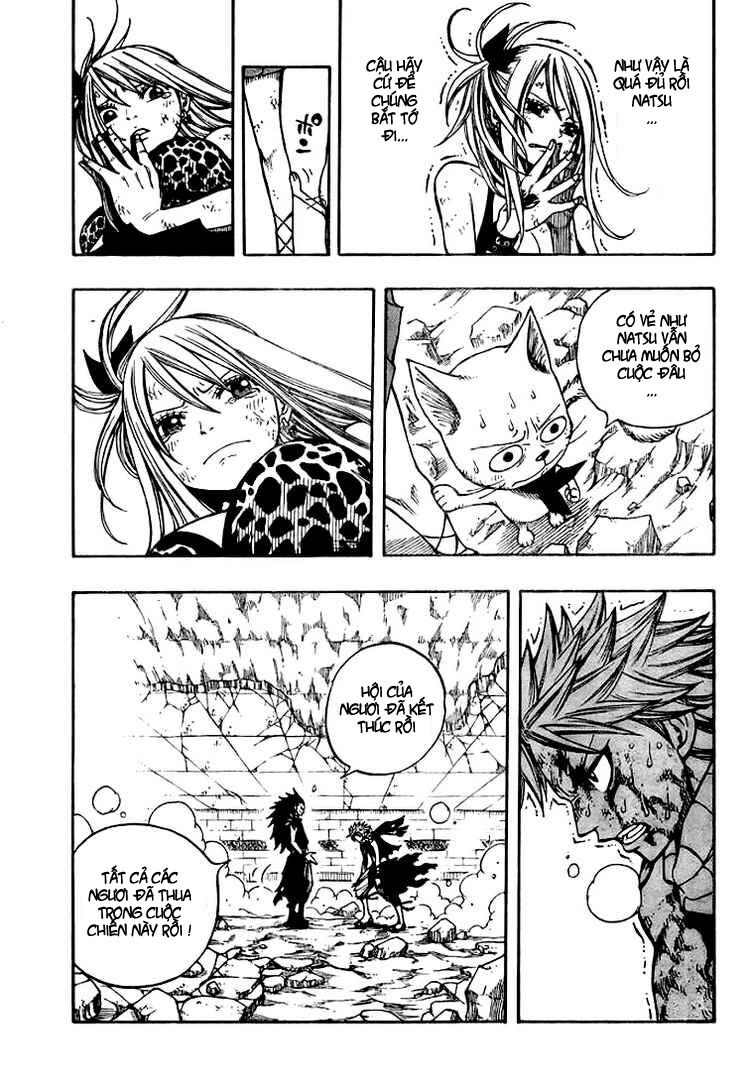 NHƯ VẬY LÀ
QUÁ ĐỦ RỒI
NATSU
...
CẬU HÃY
CỨ ĐỂ
CHÚNG
BẮT TỚ
ĐI...
CÓ VẺ NHƯ
NATSU VẪN
CHƯA MUỐN BỎ
CUỘC ĐÂU
...
HỘI CỦA
NGƯƠI ĐÃ KẾT
THÚC RỒI
TẤT CẢ CÁC
NGƯƠI ĐÃ THUA
TRONG CUỘC
CHIẾN NÀY RỒI !